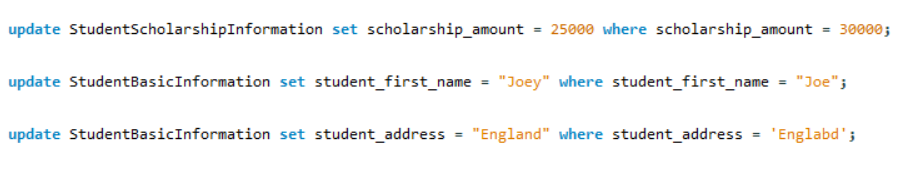 update StudentScholarshipInformation set scholarship_amount = 25000 where scholarship_amount = 30000;
update StudentBasicInformation set student_first_name = "Joey" where student_first_name = "Joe";
update StudentBasicInformation set student_address = "England" where student_address = 'Englabd';